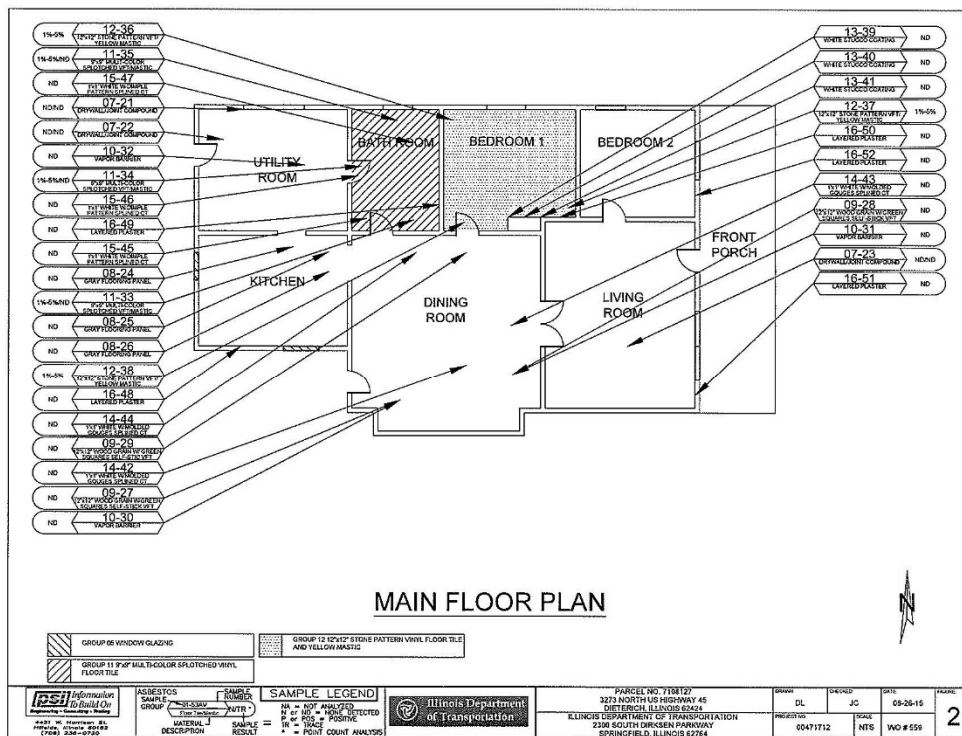 12-36
12"x12" STONE PATTERN VFT/
YELLOW MASTIC
1%-5%
11-35
9"x9" MULTI-COLOR
SPLOTCHED VFT/MASTIC
1%-5%/ND
15-47
1'x1' WHITE W/DIMPLE
PATTERN SPLINED CT
ND
07-21
DRYWALL/JOINT COMPOUND
ND/ND
07-22
DRYWALL/JOINT COMPOUND
ND/ND
10-32
VAPOR BARRIER
ND
11-34
9"x9" MULTI-COLOR
SPLOTCHED VFT/MASTIC
1%-5%/ND
15-46
1'x1' WHITE W/DIMPLE
PATTERN SPLINED CT
ND
16-49
LAYERED PLASTER
ND
15-45
1'x1' WHITE W/DIMPLE
PATTERN SPLINED CT
ND
08-24
GRAY FLOORING PANEL
ND
11-33
9"x9" MULTI-COLOR
SPLOTCHED VFT/MASTIC
1%-5%/ND
08-25
GRAY FLOORING PANEL
ND
08-26
GRAY FLOORING PANEL
ND
12-38
12"x12" STONE PATTERN VFT/
YELLOW MASTIC
1%-5%
16-48
LAYERED PLASTER
ND
14-44
1'x1' WHITE W/MOLDED
GOUGES SPLINED CT
ND
09-29
12"x12" WOOD GRAIN W/GREEN
SQUARES SELF-STICK VFT
ND
14-42
1'x1' WHITE W/MOLDED
GOUGES SPLINED CT
ND
09-27
12"x12" WOOD GRAIN W/GREEN
SQUARES SELF-STICK VFT
ND
10-30
VAPOR BARRIER
ND
13-39
WHITE STUCCO COATING
ND
13-40
WHITE STUCCO COATING
ND
13-41
WHITE STUCCO COATING
ND
12-37
12"x12" STONE PATTERN VFT/
YELLOW MASTIC
1%-5%
16-50
LAYERED PLASTER
ND
16-52
LAYERED PLASTER
ND
14-43
1'x1' WHITE W/MOLDED
GOUGES SPLINED CT
ND
09-28
12"x12" WOOD GRAIN W/GREEN
SQUARES SELF-STICK VFT
ND
10-31
VAPOR BARRIER
ND
07-23
DRYWALL/JOINT COMPOUND
ND/ND
16-51
LAYERED PLASTER
ND
UTILITY
ROOM
BATH ROOM
BEDROOM 1
BEDROOM 2
KITCHEN
DINING
ROOM
LIVING
ROOM
FRONT
PORCH
MAIN FLOOR PLAN
N
GROUP 05 WINDOW GLAZING
GROUP 11 9"x9" MULTI-COLOR SPLOTCHED VINYL
FLOOR TILE
GROUP 12 12"x12" STONE PATTERN VINYL FLOOR TILE
AND YELLOW MASTIC
psi Information
To Build On
Engineering • Consulting • Testing
4421 W. Harrison St.
Hillside, Illinois 60162
(708) 236-0720
ASBESTOS
SAMPLE
GROUP
SAMPLE
NUMBER
01-53AV
Floor Tile/Mastic
N/TR *
MATERIAL
DESCRIPTION
SAMPLE
RESULT
SAMPLE LEGEND
NA = NOT ANALYZED
N or ND = NONE DETECTED
P or POS = POSITIVE
TR = TRACE
* = POINT COUNT ANALYSIS
Illinois Department
of Transportation
PARCEL NO. 7108127
3273 NORTH US HIGHWAY 45
DIETERICH, ILLINOIS 62424
ILLINOIS DEPARTMENT OF TRANSPORTATION
2300 SOUTH DIRKSEN PARKWAY
SPRINGFIELD, ILLINOIS 62764
DRAWN
DL
CHECKED
JC
DATE
05-26-15
PROJECT NO.
00471712
SCALE
NTS
WO # 559
FIGURE
2